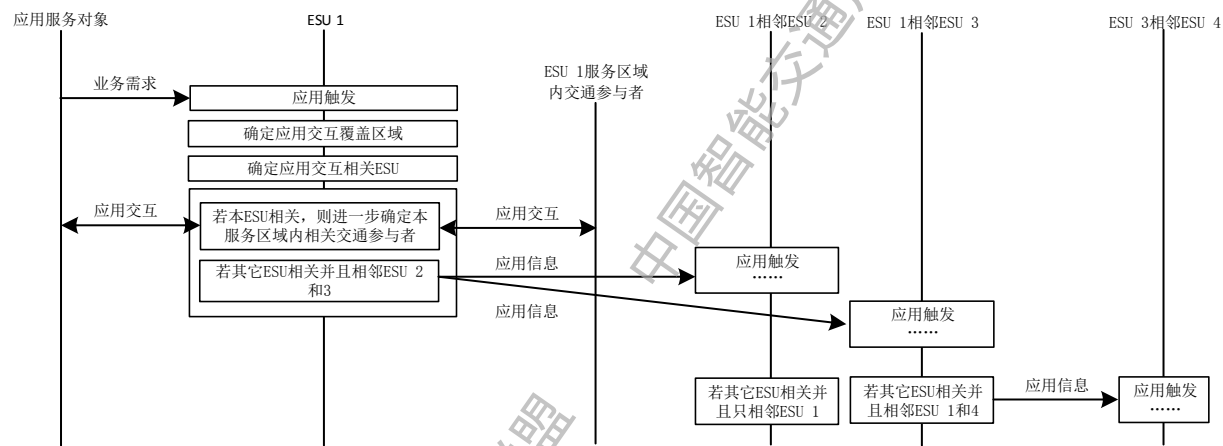 应用服务对象
ESU 1
ESU 1相邻ESU 2
ESU 1相邻ESU 3
ESU 3相邻ESU 4
ESU 1服务区域
内交通参与者
业务需求
应用触发
确定应用交互覆盖区域
确定应用交互相关ESU
应用交互
若本ESU相关，则进一步确定本
服务区域内相关交通参与者
应用交互
若其它ESU相关并且相邻ESU 2
和3
应用信息
应用信息
应用触发
......
应用触发
......
若其它ESU相关并
且只相邻ESU 1
若其它ESU相关并
且相邻ESU 1和4
应用信息
应用触发
......
中国智能交通
联盟